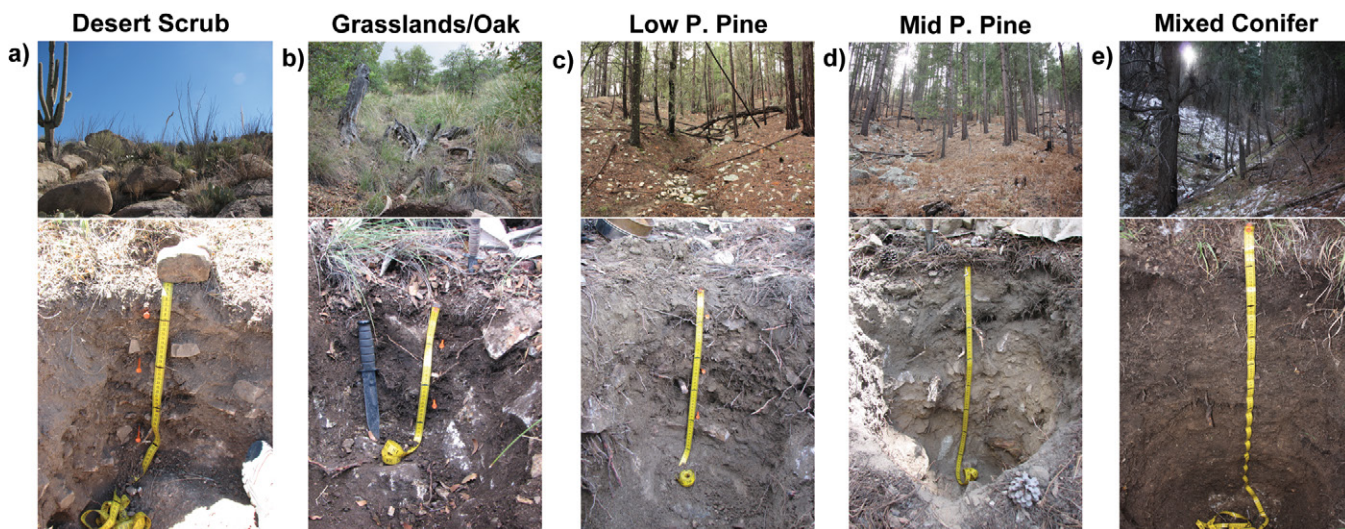 Desert Scrub
Grasslands/Oak
Low P. Pine
Mid P. Pine
Mixed Conifer
a)
b)
c)
d)
e)